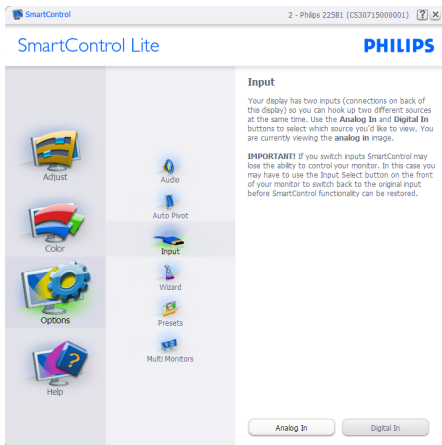 SmartControl
2 - Philips 225B1 (CS30715000001)
? x
SmartControl Lite
PHILIPS
Adjust
Color
Options
Help
Audio
Auto Pivot
Input
Wizard
Presets
Multi Monitors
Input
Your display has two inputs (connections on back of
this display) so you can hook up two different sources
at the same time. Use the Analog In and Digital In
buttons to select which source you'd like to view. You
are currently viewing the analog in image.
IMPORTANT! If you switch inputs SmartControl may
lose the ability to control your monitor. In this case you
may have to use the Input Select button on the front
of your monitor to switch back to the original input
before SmartControl functionality can be restored.
Analog In
Digital In